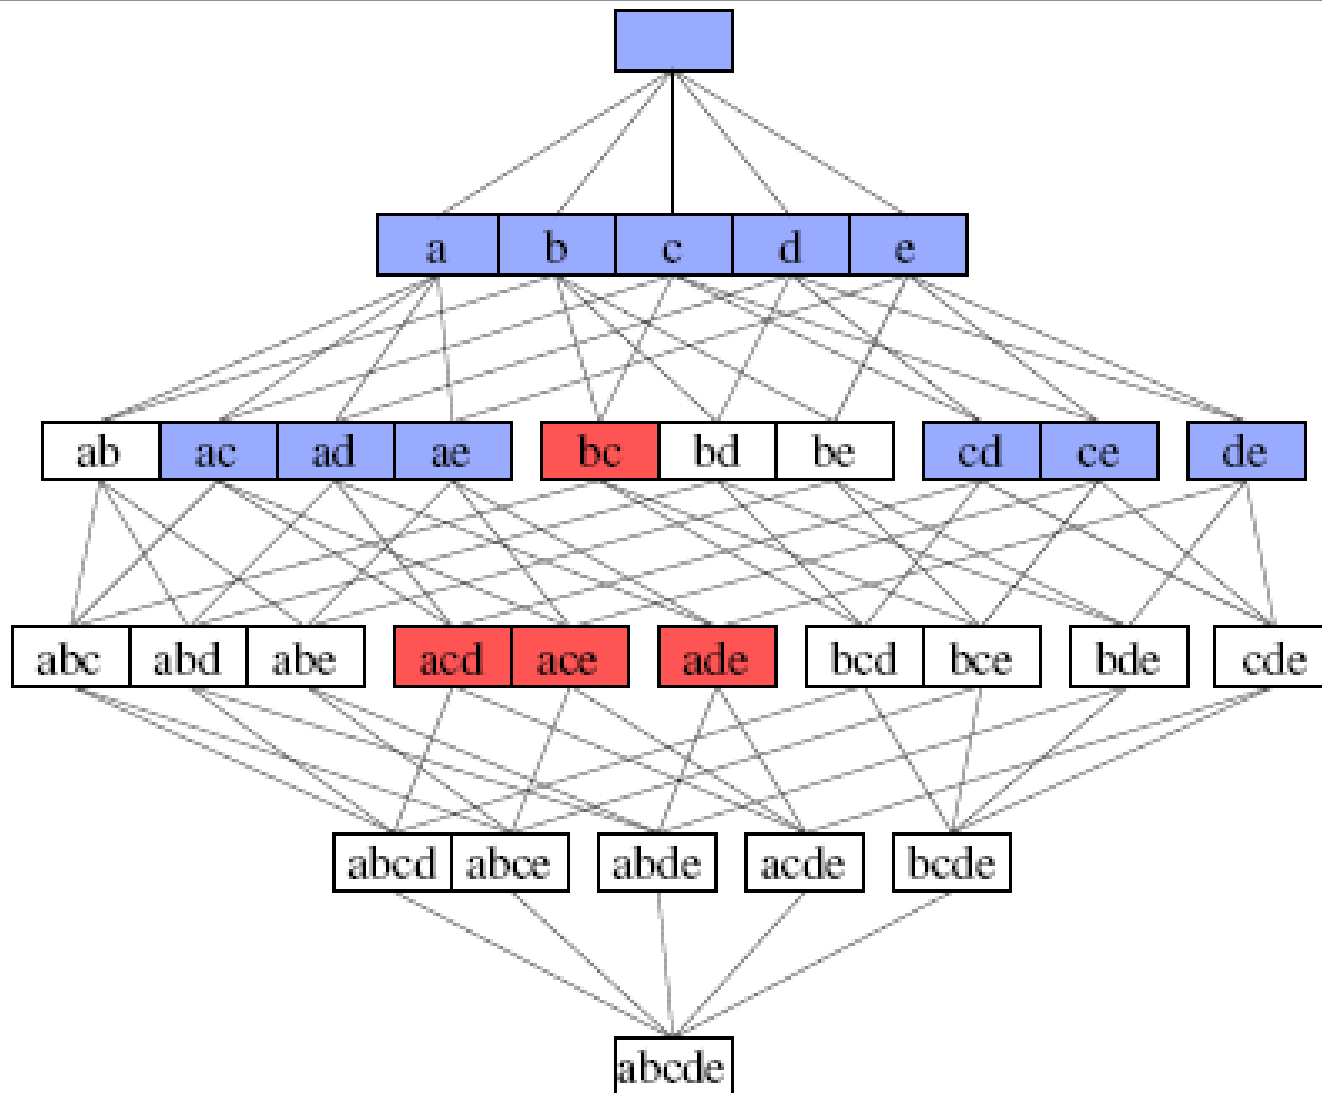 a b c d e
ab ac ad ae bc bd be cd ce de
abc abd abe acd ace ade bcd bce bde cde
abcd abce abde acde bcde
abcde